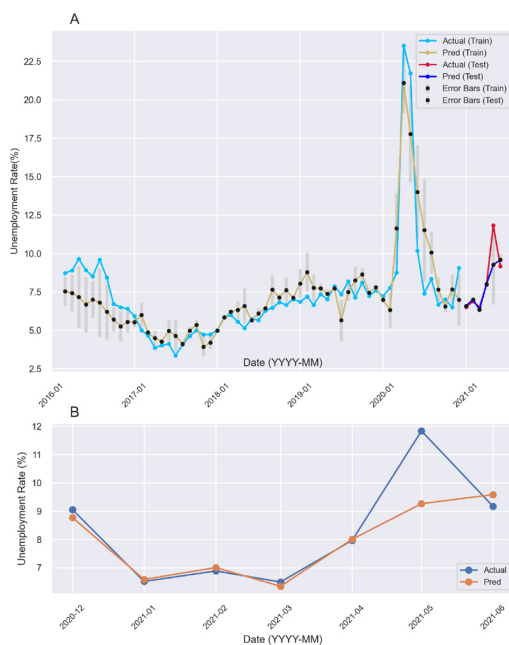 A
22.5
20.0
17.5
15.0
12.5
10.0
7.5
5.0
2.5
Unemployment Rate(%)
Actual (Train)
Pred (Train)
Actual (Test)
Pred (Test)
Error Bars (Train)
Error Bars (Test)
2016-01
2017-01
2018-01
2019-01
2020-01
2021-01
Date (YYYY-MM)
B
12
11
10
9
8
7
Unemployment Rate (%)
Actual
Pred
2020-12
2021-01
2021-02
2021-03
2021-04
2021-05
2021-06
Date (YYYY-MM)